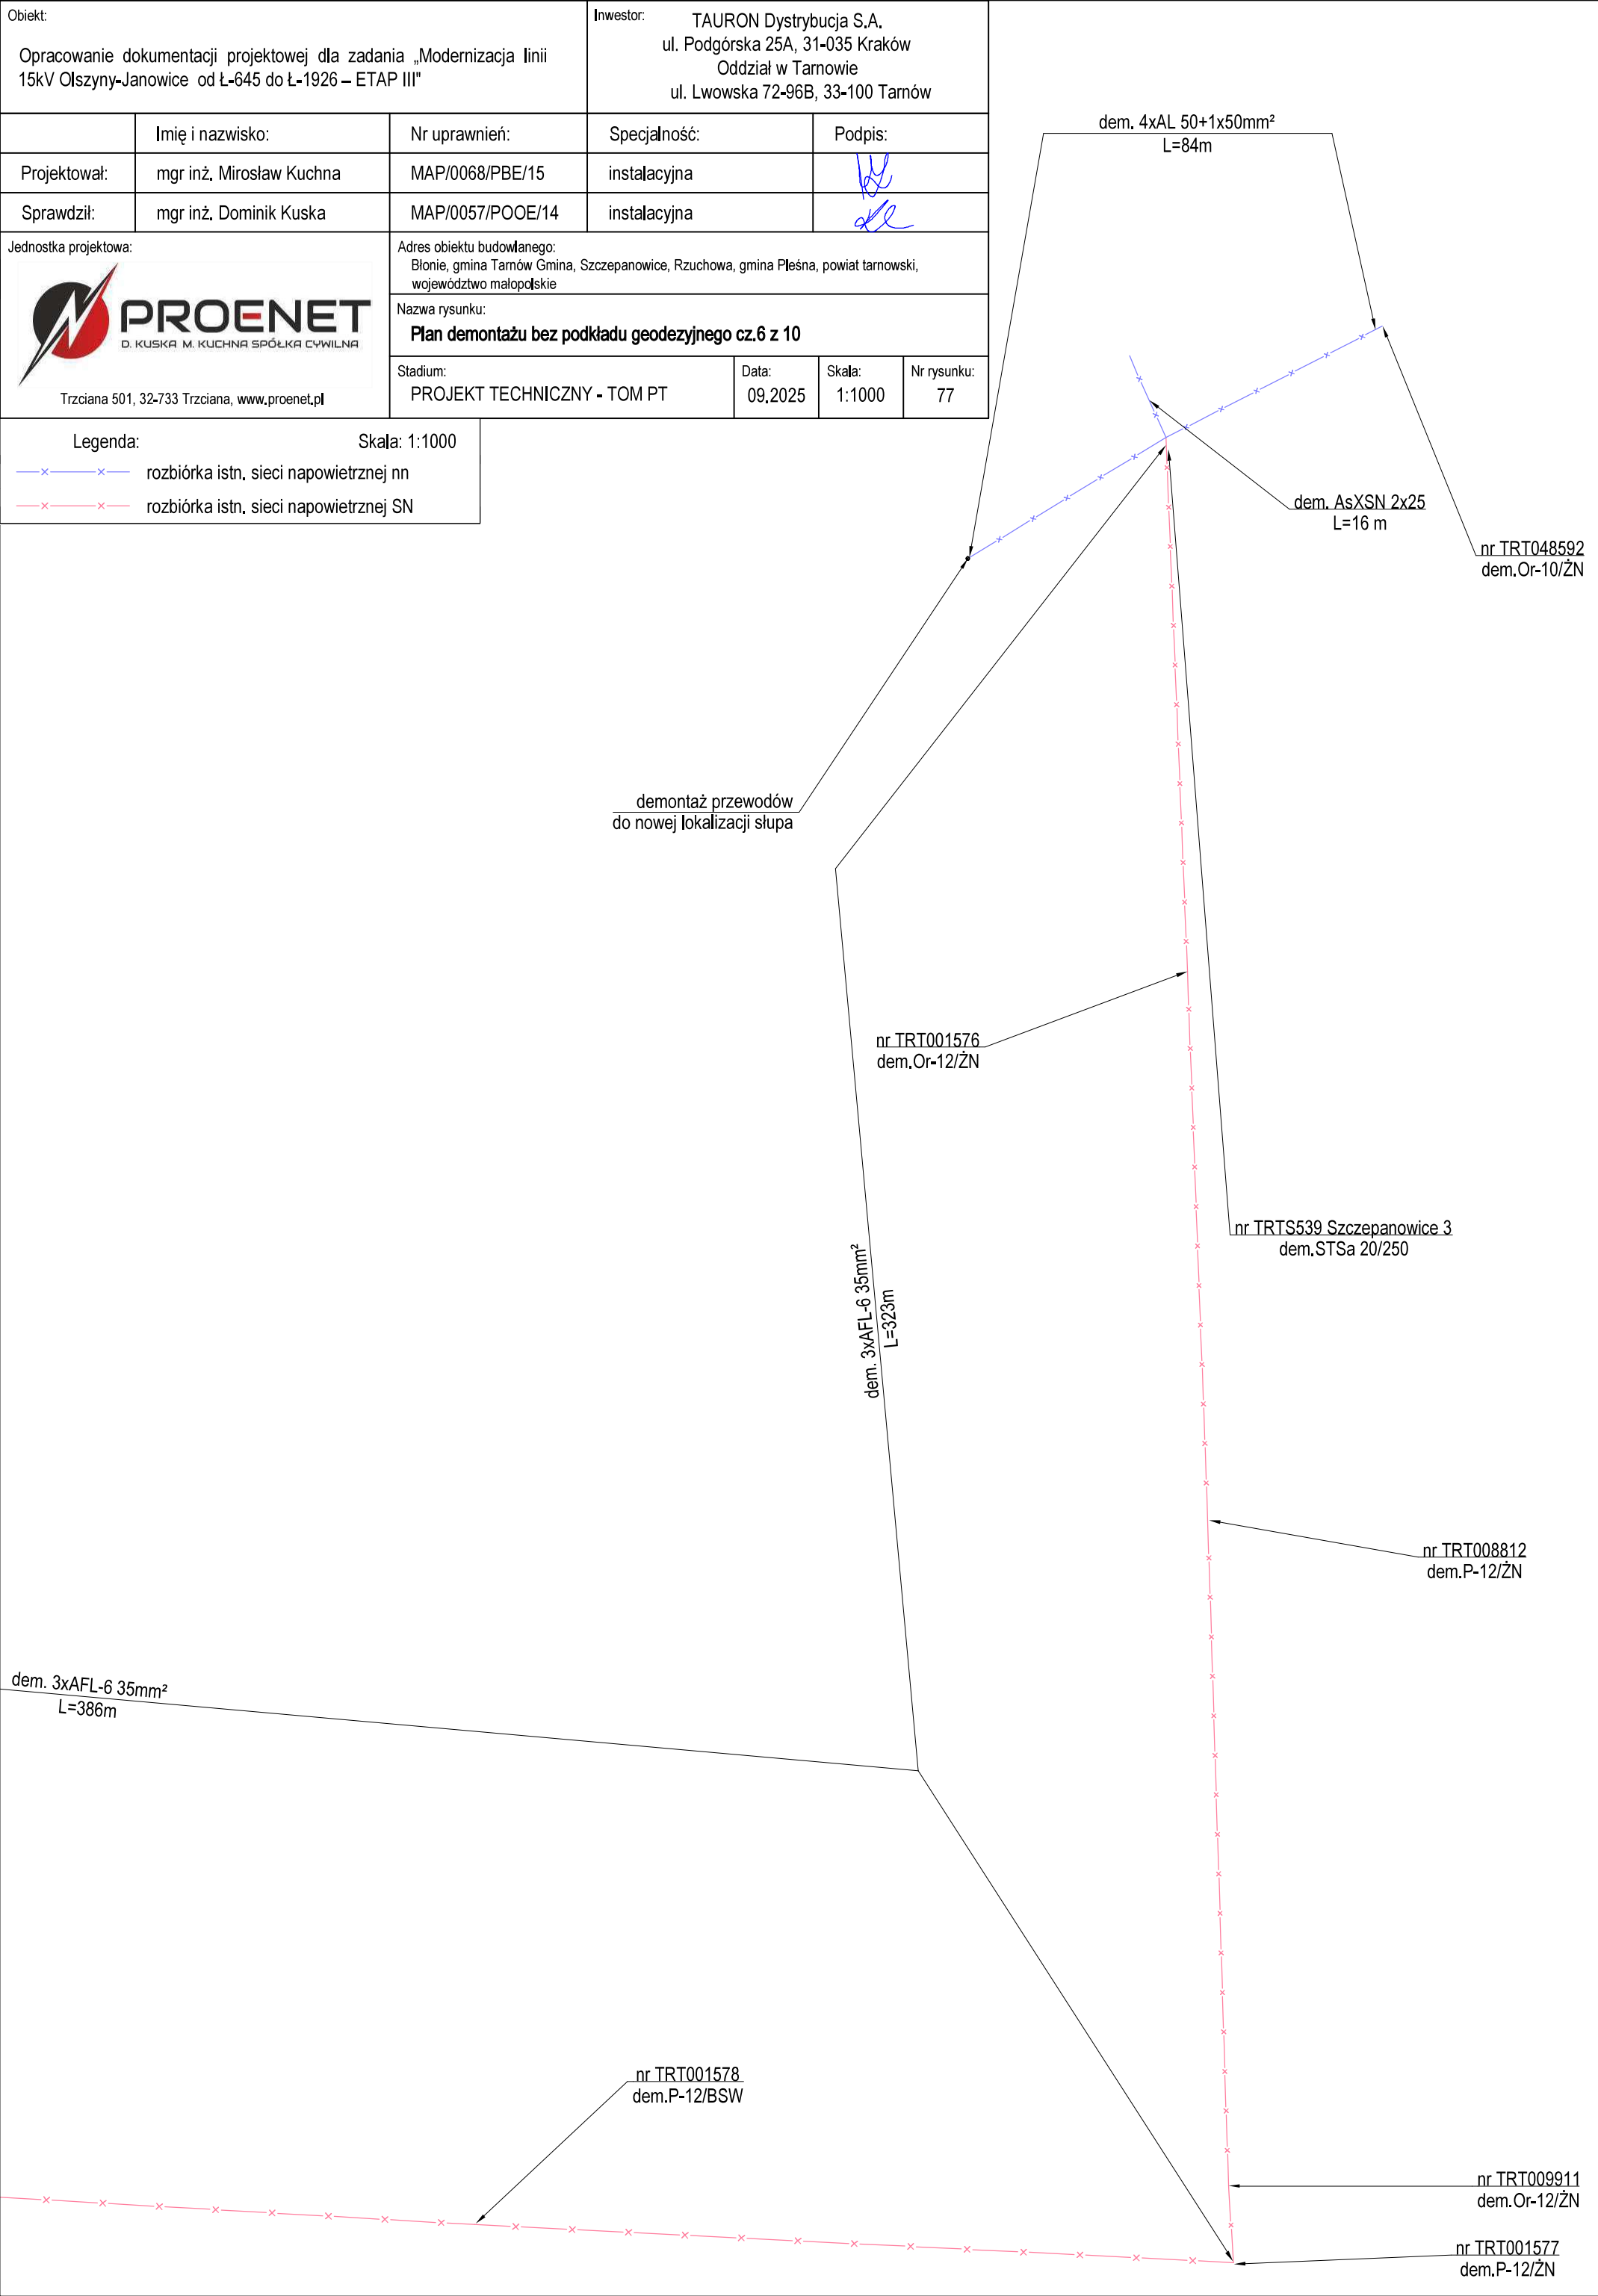 Obiekt:
Opracowanie dokumentacji projektowej dla zadania „Modernizacja linii
15kV Olszyny-Janowice od Ł-645 do Ł-1926 – ETAP III"
Inwestor:
TAURON Dystrybucja S.A.
ul. Podgórska 25A, 31-035 Kraków
Oddział w Tarnowie
ul. Lwowska 72-96B, 33-100 Tarnów
Imię i nazwisko: Nr uprawnień: Specjalność: Podpis:
Projektował: mgr inż. Mirosław Kuchna MAP/0068/PBE/15 instalacyjna
Sprawdził: mgr inż. Dominik Kuska MAP/0057/POOE/14 instalacyjna
Jednostka projektowa:
PROENET
D. KUSKA M. KUCHNA SPÓŁKA CYWILNA
Trzciana 501, 32-733 Trzciana, www.proenet.pl
Adres obiektu budowlanego:
Błonie, gmina Tarnów Gmina, Szczepanowice, Rzuchowa, gmina Pleśna, powiat tarnowski,
województwo małopolskie
Nazwa rysunku:
Plan demontażu bez podkładu geodezyjnego cz.6 z 10
Stadium:
PROJEKT TECHNICZNY - TOM PT
Data:
09.2025
Skala:
1:1000
Nr rysunku:
77
Legenda: Skala: 1:1000
rozbiórka istn. sieci napowietrznej nn
rozbiórka istn. sieci napowietrznej SN
dem. 4xAL 50+1x50mm²
L=84m
dem. AsXSN 2x25
L=16 m
nr TRT048592
dem.Or-10/ŻN
demontaż przewodów
do nowej lokalizacji słupa
nr TRT001576
dem.Or-12/ŻN
nr TRTS539 Szczepanowice 3
dem.STSa 20/250
dem. 3xAFL-6 35mm²
L=323m
nr TRT008812
dem.P-12/ŻN
dem. 3xAFL-6 35mm²
L=386m
nr TRT001578
dem.P-12/BSW
nr TRT009911
dem.Or-12/ŻN
nr TRT001577
dem.P-12/ŻN